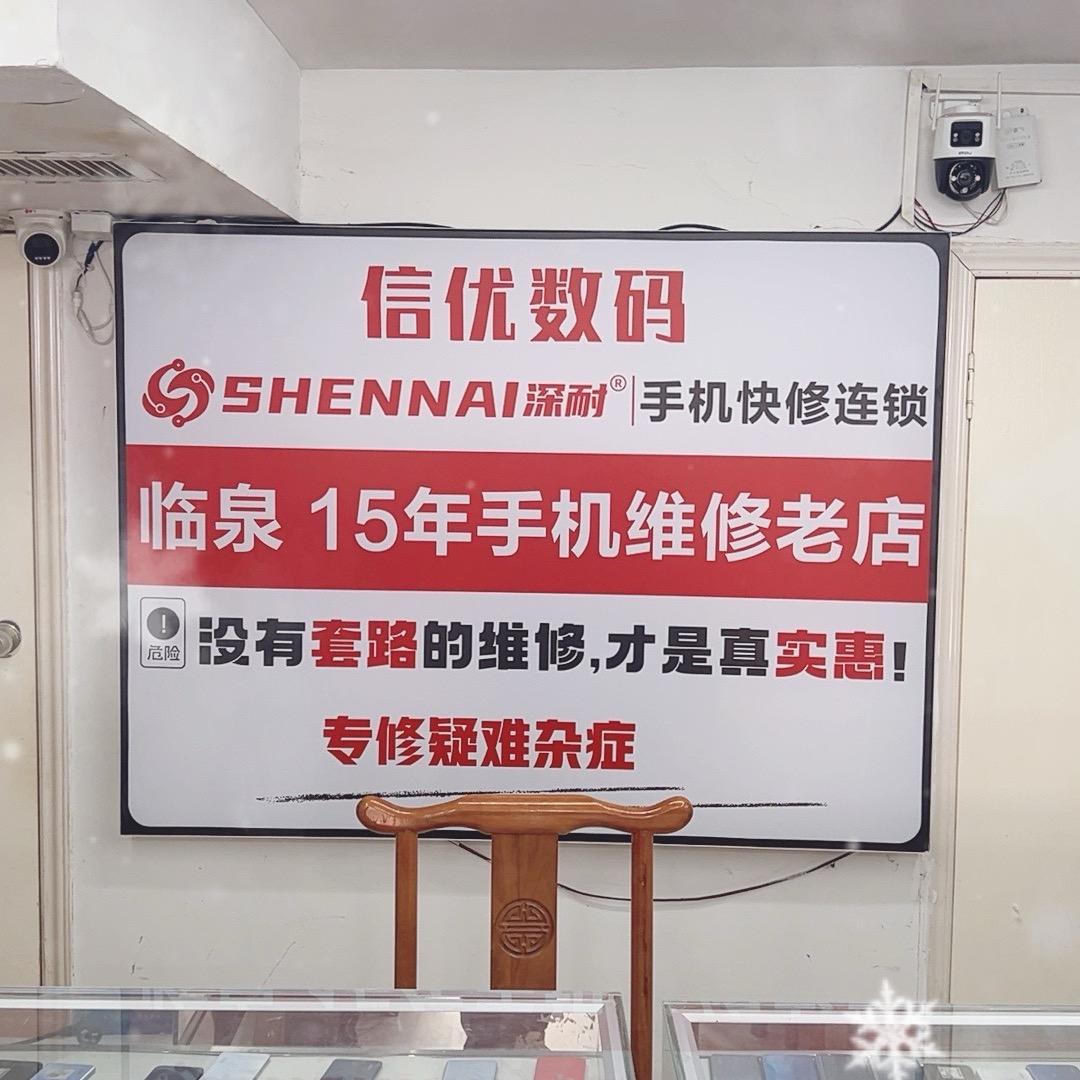 信优数码
SHENNAI深耐® 手机快修连锁
临泉 15年手机维修老店
! 危险
没有套路的维修,才是真实惠!
专修疑难杂症